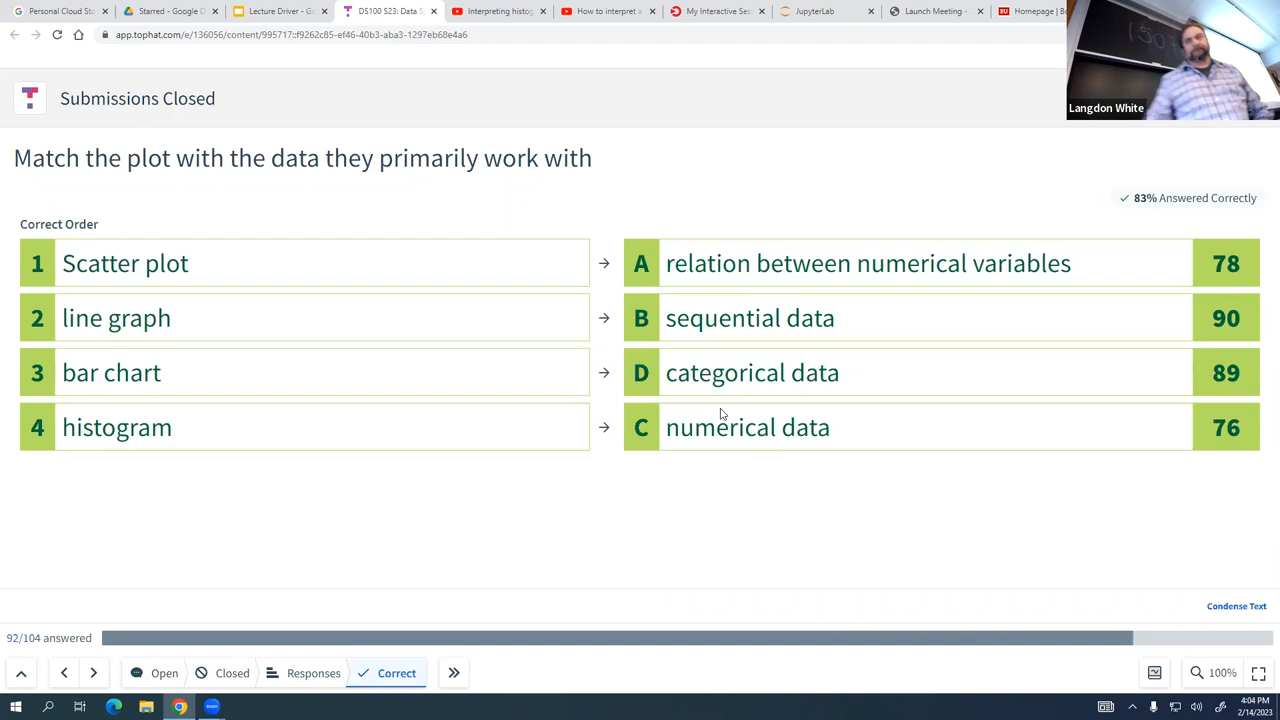 Personal Cloud Sto
Starred - Google D
Lecture Driver - Go
DS100 S23: Data S
Interpreting histog
How to interpret a
My Interactive Ses
JupyterLab
Launch Meeting -
Homepage | Bo
app.tophat.com/e/136056/content/995717::f9262c85-ef46-40b3-aba3-1297eb68e4a6
Langdon White
Submissions Closed
Match the plot with the data they primarily work with
83% Answered Correctly
Correct Order
1 Scatter plot → A relation between numerical variables 78
2 line graph → B sequential data 90
3 bar chart → D categorical data 89
4 histogram → C numerical data 76
Condense Text
92/104 answered
Open Closed Responses Correct 100%
4:04 PM
2/14/2023